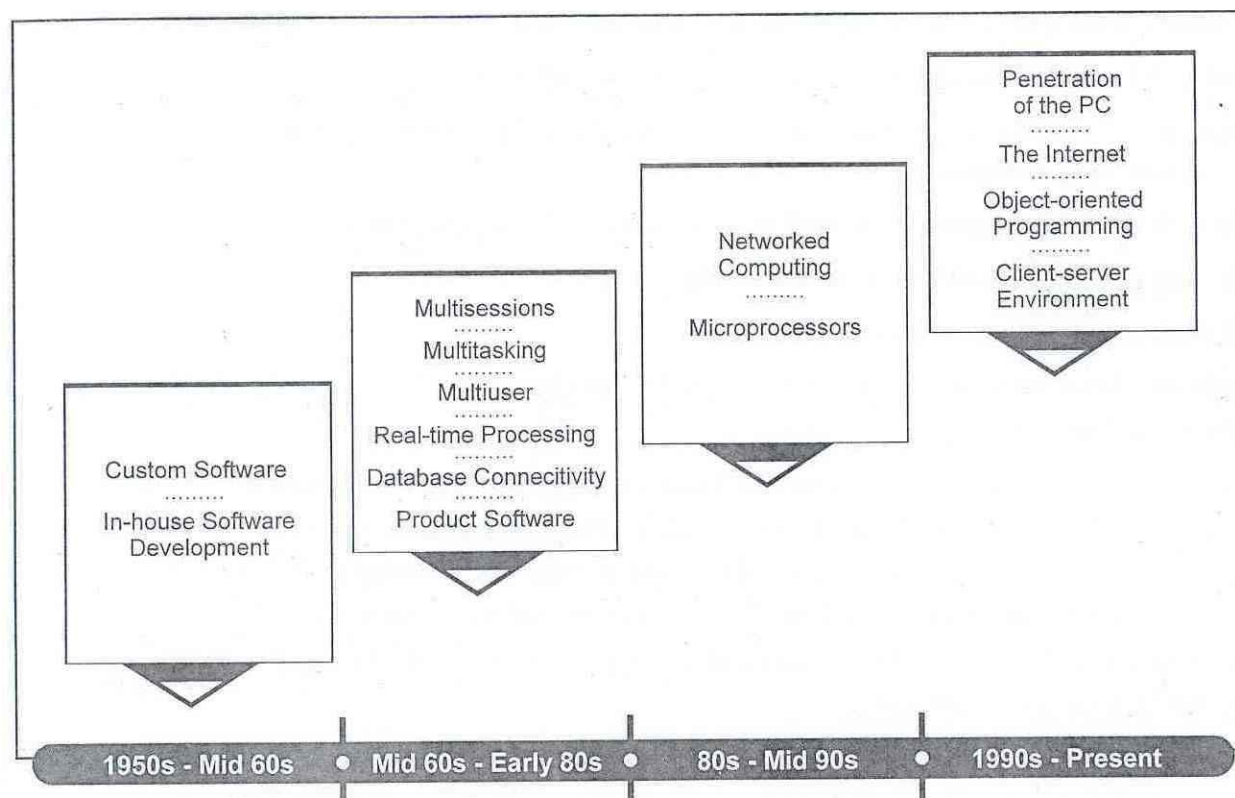 Custom Software
In-house Software
Development
Multisessions
Multitasking
Multiuser
Real-time Processing
Database Connecitivity
Product Software
Networked
Computing
Microprocessors
Penetration
of the PC
The Internet
Object-oriented
Programming
Client-server
Environment
1950s - Mid 60s
Mid 60s - Early 80s
80s - Mid 90s
1990s - Present